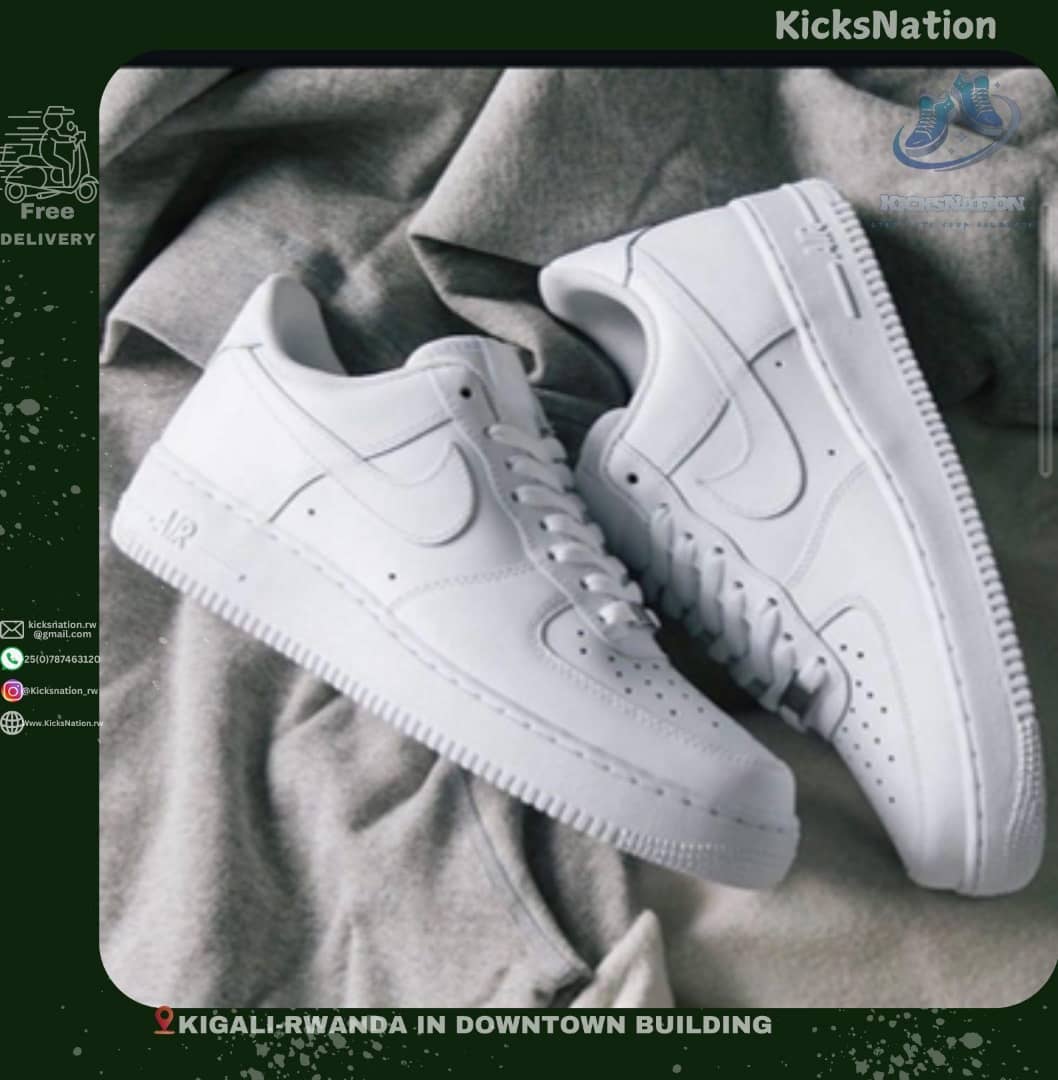 KicksNation
KICKSNATION
Free
DELIVERY
AIR
kicksnation.rw
@gmail.com
25(0)787463120
@Kicksnation_rw
Www.KicksNation.rw
KIGALI-RWANDA IN DOWNTOWN BUILDING